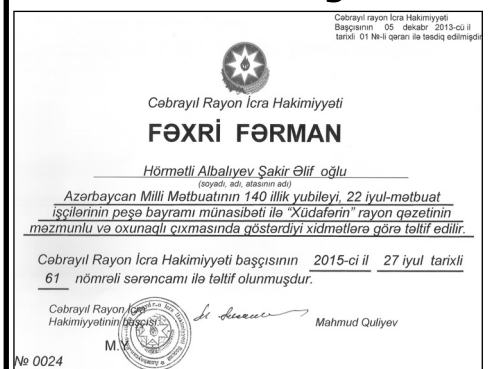 Cəbrayıl rayon İcra Hakimiyyəti
Başçısının 05 dekabr 2013-cü il
tarixli 01 №-li qərarı ilə təsdiq edilmişdir
Cəbrayıl Rayon İcra Hakimiyyəti
FƏXRİ FƏRMAN
Hörmətli Albalıyev Şakir Əlif oğlu
(soyadı, adı, atasının adı)
Azərbaycan Milli Mətbuatının 140 illik yubileyi, 22 iyul-mətbuat
işçilərinin peşə bayramı münasibəti ilə "Xüdafərin" rayon qəzetinin
məzmunlu və oxunaqlı çıxmasında göstərdiyi xidmətlərə görə təltif edilir.
Cəbrayıl Rayon İcra Hakimiyyəti başçısının 2015-ci il 27 iyul tarixli
61 nömrəli sərəncamı ilə təltif olunmuşdur.
Cəbrayıl Rayon İcra
Hakimiyyətinin başçısı
Mahmud Quliyev
M.Y.
№ 0024